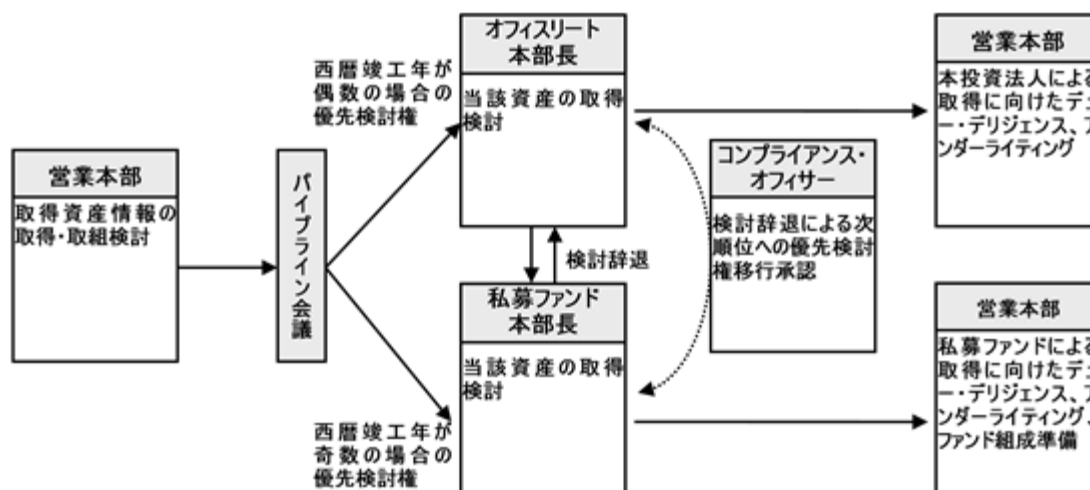 営業本部
取得資産情報の
取得・取組検討
パイプライン会議
西暦竣工年が
偶数の場合の
優先検討権
オフィスリート
本部長
当該資産の取得
検討
検討辞退
私募ファンド
本部長
当該資産の取得
検討
西暦竣工年が
奇数の場合の
優先検討権
コンプライアンス・
オフィサー
検討辞退による次
順位への優先検討
権移行承認
営業本部
本投資法人による
取得に向けたデュ
ー・デリジェンス、ア
ンダーライティング
営業本部
私募ファンドによる
取得に向けたデュ
ー・デリジェンス、ア
ンダーライティング、
ファンド組成準備